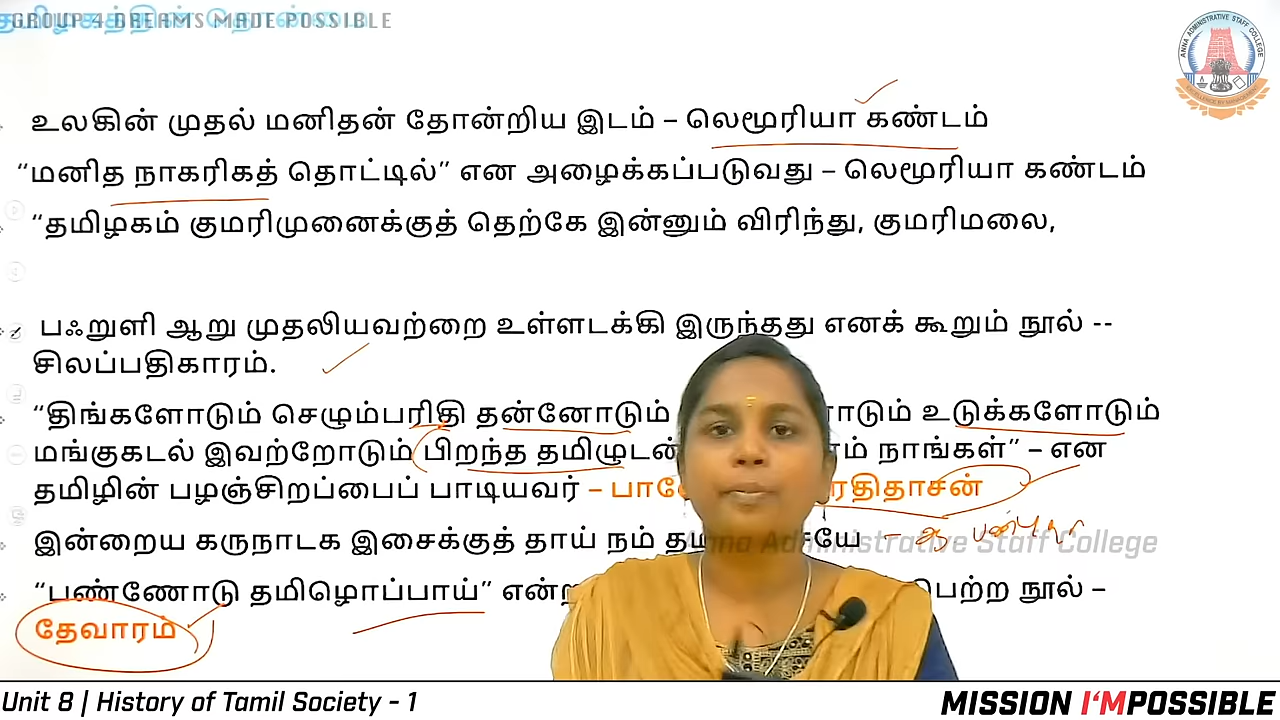 GROUP 4 DREAMS MADE POSSIBLE
ANNA ADMINISTRATIVE STAFF COLLEGE
உலகின் முதல் மனிதன் தோன்றிய இடம் – லெமூரியா கண்டம்
“மனித நாகரிகத் தொட்டில்” என அழைக்கப்படுவது – லெமூரியா கண்டம்
“தமிழகம் குமரிமுனைக்குத் தெற்கே இன்னும் விரிந்து, குமரிமலை,
பஃறுளி ஆறு முதலியவற்றை உள்ளடக்கி இருந்தது எனக் கூறும் நூல் --
சிலப்பதிகாரம்.
“திங்களோடும் செழும்பரிதி தன்னோடும் உடுக்களோடும்
மங்குகடல் இவற்றோடும் பிறந்த தமிழுடன் நாங்கள்” – என
தமிழின் பழஞ்சிறப்பைப் பாடியவர் –
இன்றைய கருநாடக இசைக்குத் தாய் நம்
Anna Administrative Staff College
“பண்ணோடு தமிழொப்பாய்” நூல் –
தேவாரம்
Unit 8 | History of Tamil Society - 1
MISSION I'MPOSSIBLE